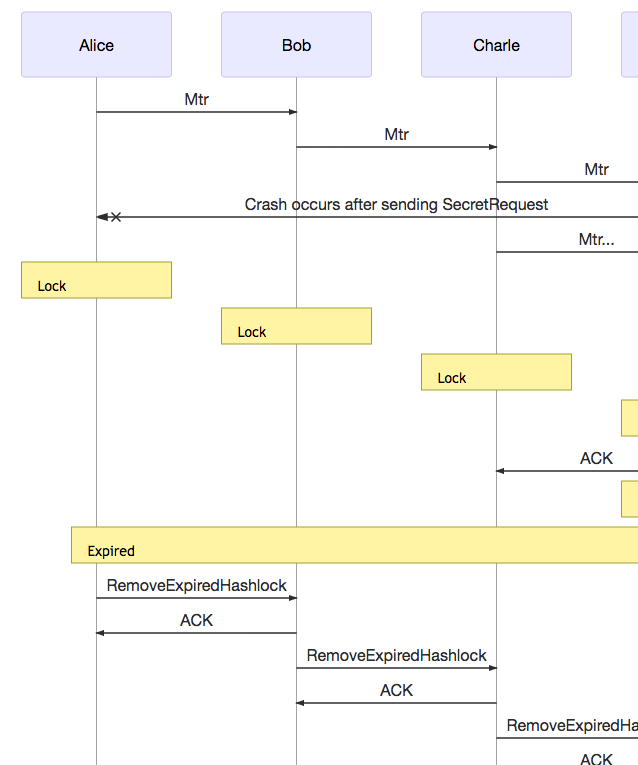 Alice
Bob
Charle
Mtr
Mtr
Mtr
Crash occurs after sending SecretRequest
Mtr...
Lock
Lock
Lock
ACK
Expired
RemoveExpiredHashlock
ACK
RemoveExpiredHashlock
ACK
RemoveExpiredHa
ACK